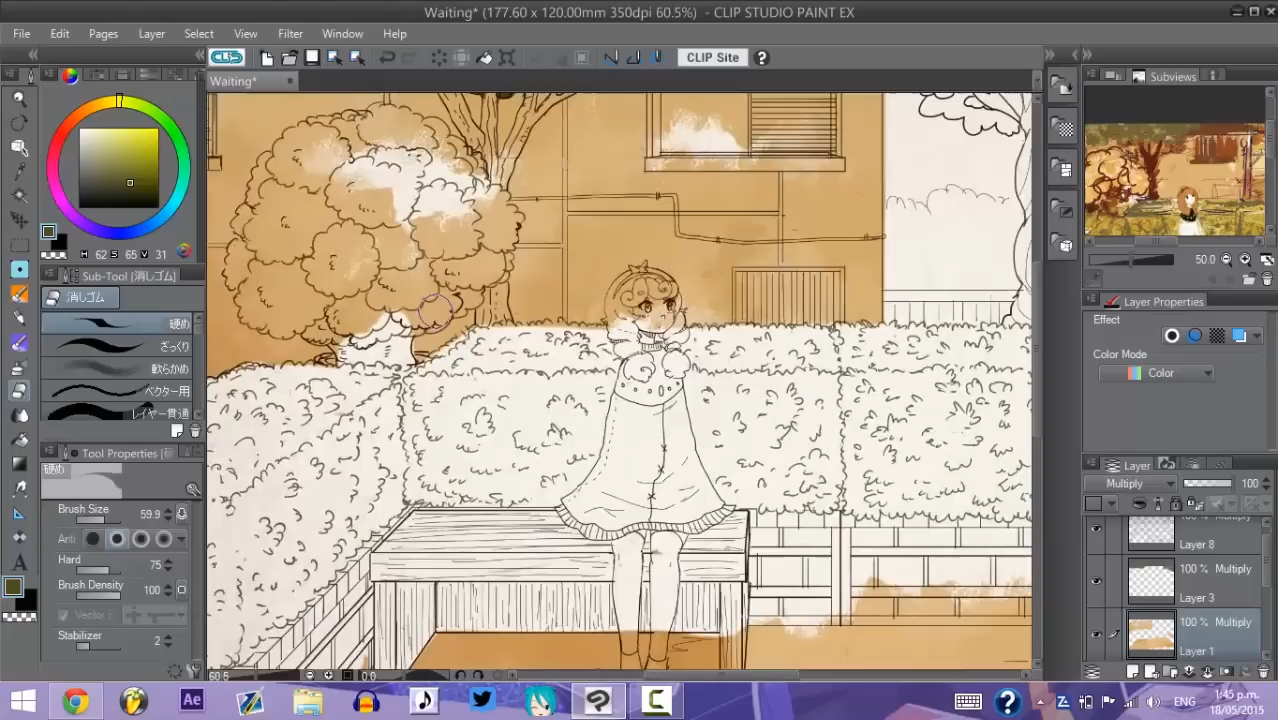 Waiting* (177.60 x 120.00mm 350dpi 60.5%) - CLIP STUDIO PAINT EX
File Edit Pages Layer Select View Filter Window Help
CLIP Site ?
Waiting*
Subviews
H 62 S 65 V 31
50.0
Sub-Tool [消しゴム]
消しゴム
硬め
ざっくり
軟らかめ
ベクター用
レイヤー貫通
Layer Properties
Effect
Color Mode
Color
Tool Properties [
硬め
Brush Size 59.9
Anti
Hard 75
Brush Density 100
Vector
Stabilizer 2
Layer
Multiply 100
100 % Multiply
Layer 8
100 % Multiply
Layer 3
100 % Multiply
Layer 1
60.5 0.0
Ae
ENG
1:45 p.m.
18/05/2015